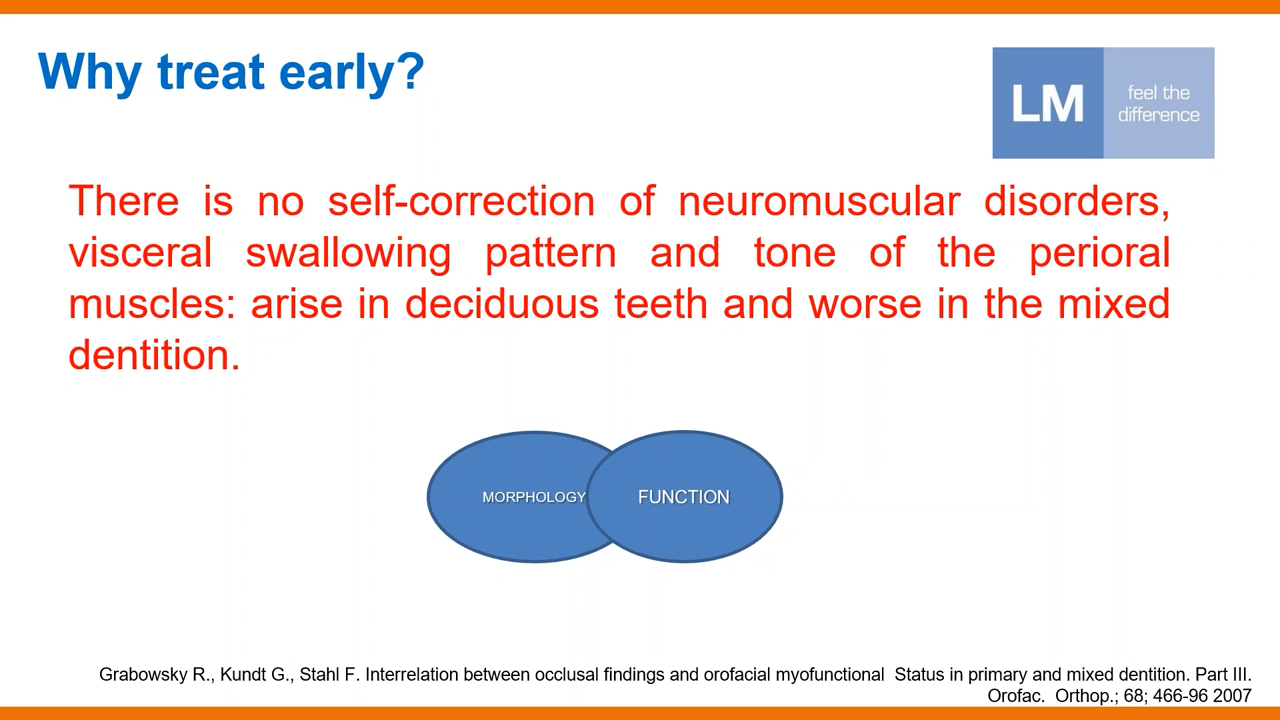 Why treat early?
LM
feel the
difference
There is no self-correction of neuromuscular disorders,
visceral swallowing pattern and tone of the perioral
muscles: arise in deciduous teeth and worse in the mixed
dentition.
MORPHOLOGY
FUNCTION
Grabowsky R., Kundt G., Stahl F. Interrelation between occlusal findings and orofacial myofunctional Status in primary and mixed dentition. Part III.
Orofac. Orthop.; 68; 466-96 2007